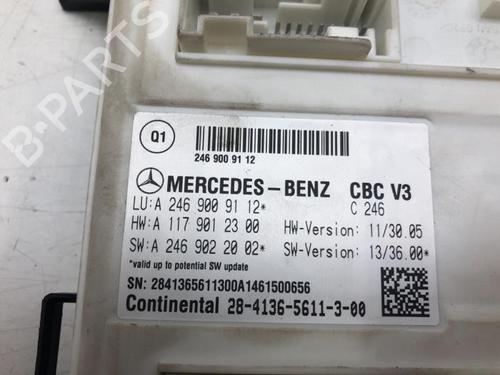 B-PARTS
Q1
246 900 91 12
MERCEDES-BENZ CBC V3
LU: A 246 900 91 12* C 246
HW: A 117 901 23 00 HW-Version: 11/30.05
SW: A 246 902 20 02* SW-Version: 13/36.00*
*valid up to potential SW update
SN: 2841365611300A1461500656
Continental 28-4136-5611-3-00